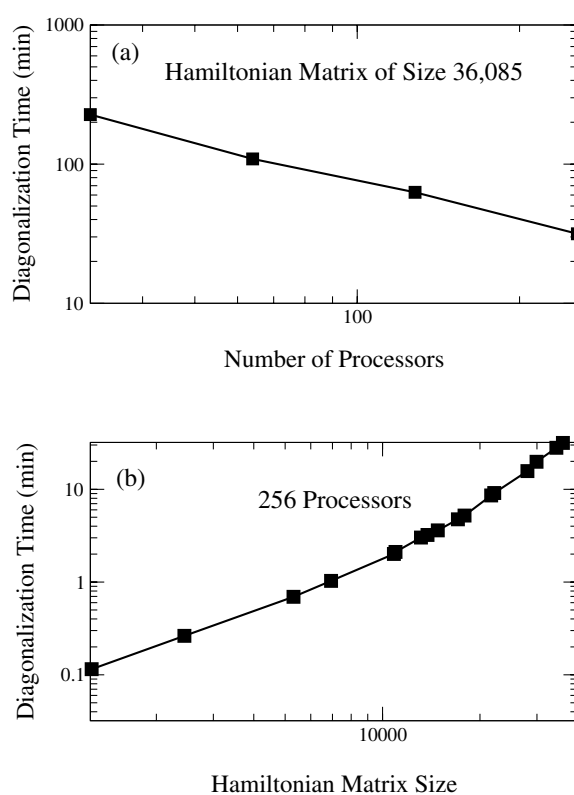 1000
(a)
Hamiltonian Matrix of Size 36,085
100
10
Diagonalization Time (min)
100
Number of Processors
(b)
256 Processors
10
1
0.1
Diagonalization Time (min)
10000
Hamiltonian Matrix Size